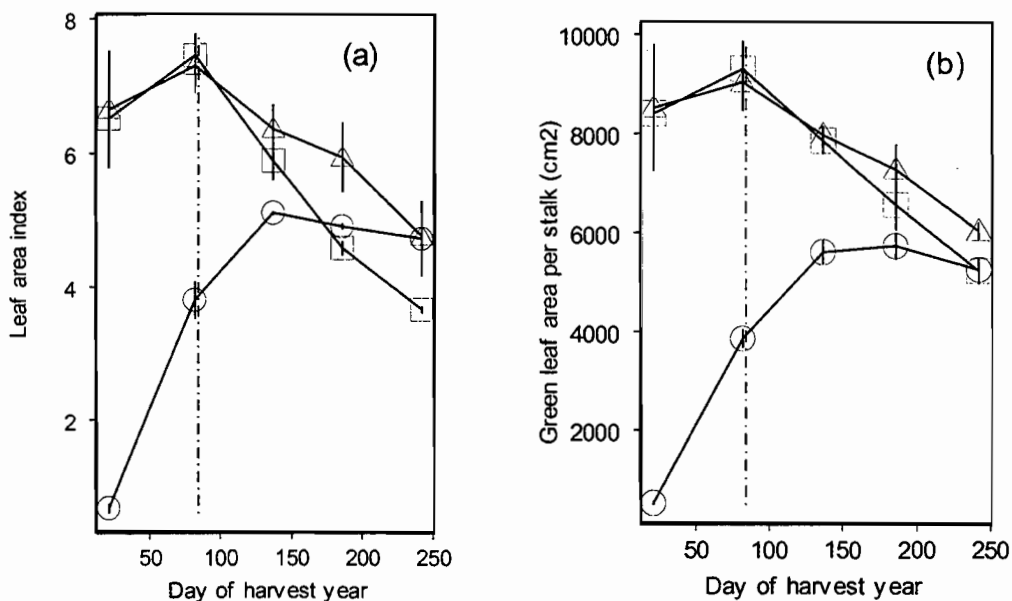 (a)
8
6
4
2
Leaf area index
50 100 150 200 250
Day of harvest year
(b)
10000
8000
6000
4000
2000
Green leaf area per stalk (cm2)
50 100 150 200 250
Day of harvest year